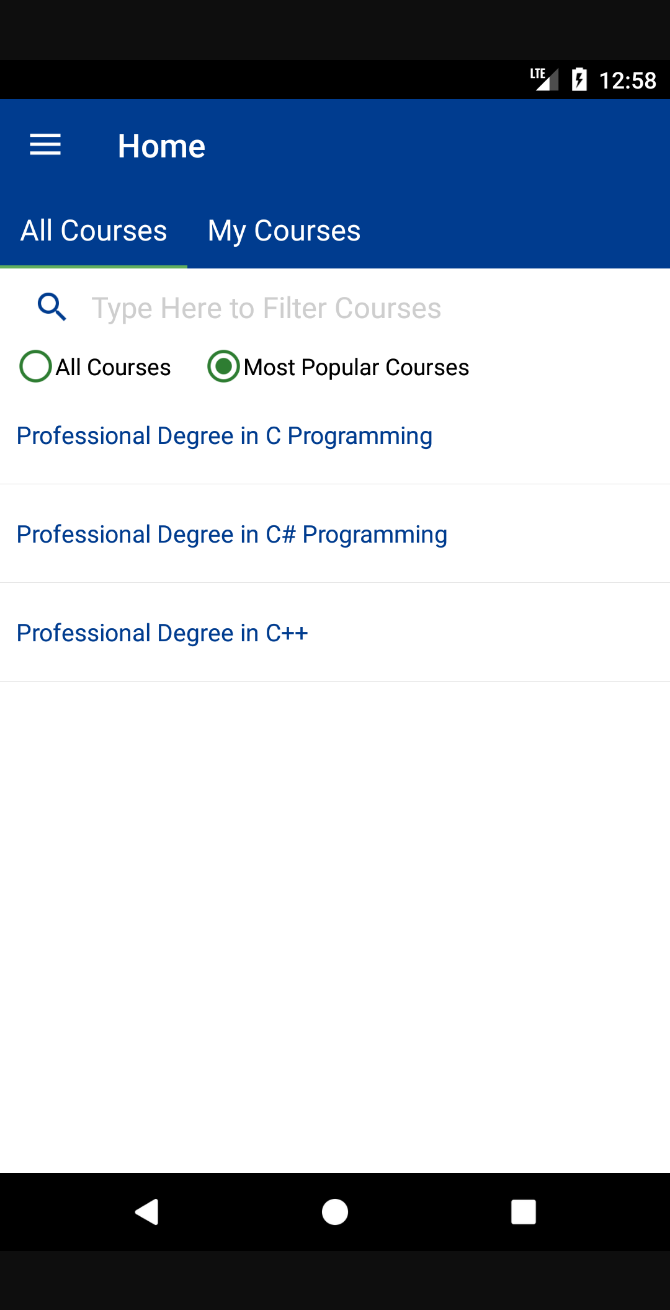 LTE 12:58
Home
All Courses My Courses
Type Here to Filter Courses
All Courses Most Popular Courses
Professional Degree in C Programming
Professional Degree in C# Programming
Professional Degree in C++